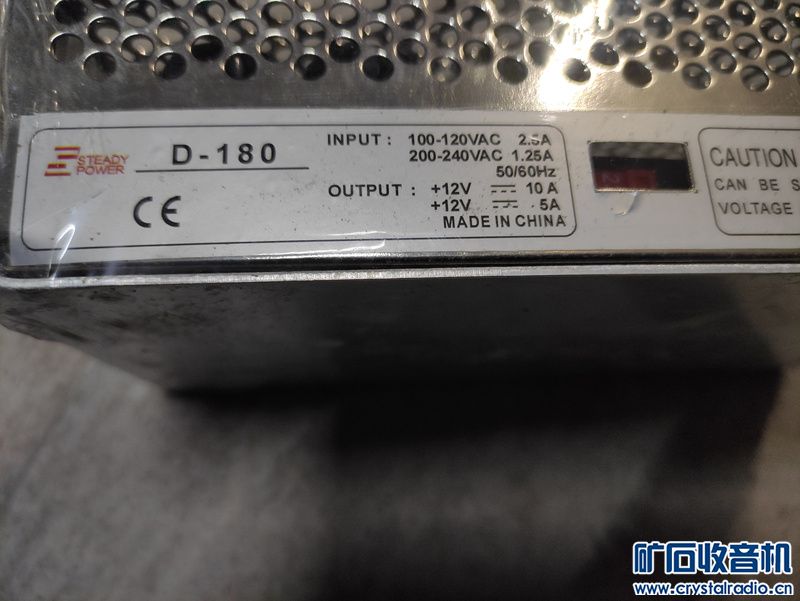 STEADY
POWER
D-180
CE
INPUT : 100-120VAC 2.5A
200-240VAC 1.25A
50/60Hz
OUTPUT : +12V ⎓ 10A
+12V ⎓ 5A
MADE IN CHINA
CAUTION
CAN BE S
VOLTAGE
矿石收音机
www.crystalradio.cn